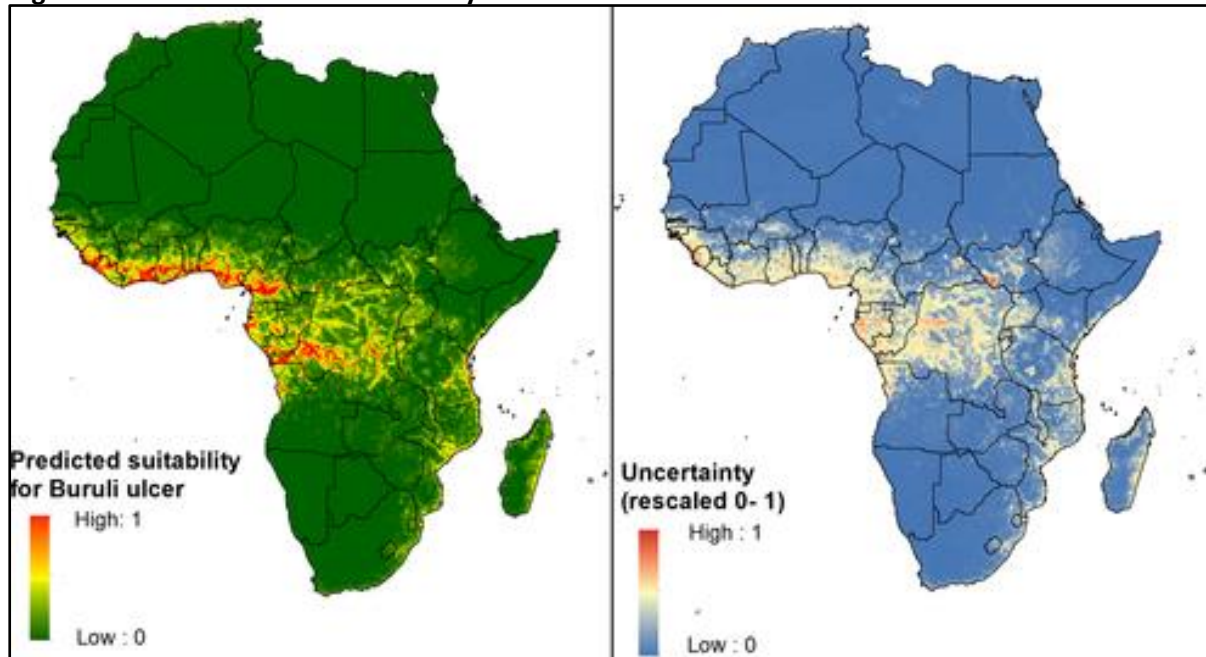 Predicted suitability
for Buruli ulcer
High: 1
Low : 0
Uncertainty
(rescaled 0- 1)
High : 1
Low : 0